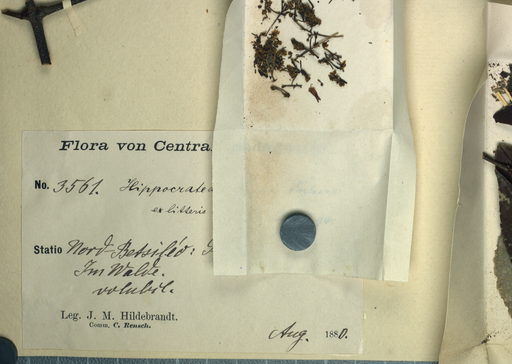 Flora von Central
No. 3561. Hippocratea
ex litteris
Statio Nord-Betsileo:
Im Walde.
volubil.
Leg. J. M. Hildebrandt.
Comm. C. Rensch.
Aug. 1880.